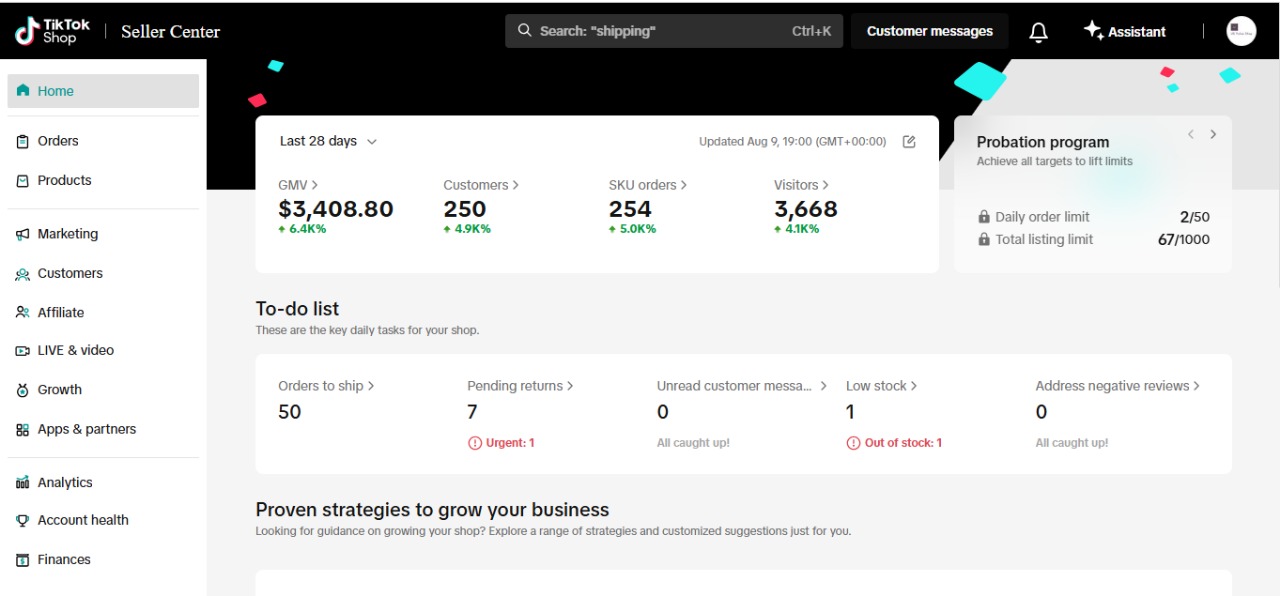 TikTok Shop | Seller Center
Search: "shipping" Ctrl+K
Customer messages
Assistant
Home
Orders
Products
Marketing
Customers
Affiliate
LIVE & video
Growth
Apps & partners
Analytics
Account health
Finances
Last 28 days
Updated Aug 9, 19:00 (GMT+00:00)
GMV > Customers > SKU orders > Visitors >
$3,408.80 250 254 3,668
6.4K% 4.9K% 5.0K% 4.1K%
Probation program
Achieve all targets to lift limits
Daily order limit 2/50
Total listing limit 67/1000
To-do list
These are the key daily tasks for your shop.
Orders to ship > Pending returns > Unread customer messa... > Low stock > Address negative reviews >
50 7 0 1 0
Urgent: 1 All caught up! Out of stock: 1 All caught up!
Proven strategies to grow your business
Looking for guidance on growing your shop? Explore a range of strategies and customized suggestions just for you.